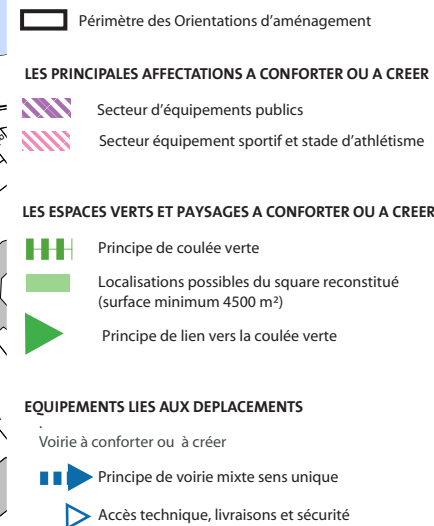 Périmètre des Orientations d'aménagement
LES PRINCIPALES AFFECTATIONS A CONFORTER OU A CREER
Secteur d'équipements publics
Secteur équipement sportif et stade d'athlétisme
LES ESPACES VERTS ET PAYSAGES A CONFORTER OU A CREER
Principe de coulée verte
Localisations possibles du square reconstitué
(surface minimum 4500 m²)
Principe de lien vers la coulée verte
EQUIPEMENTS LIES AUX DEPLACEMENTS
.
Voirie à conforter ou à créer
Principe de voirie mixte sens unique
Accès technique, livraisons et sécurité